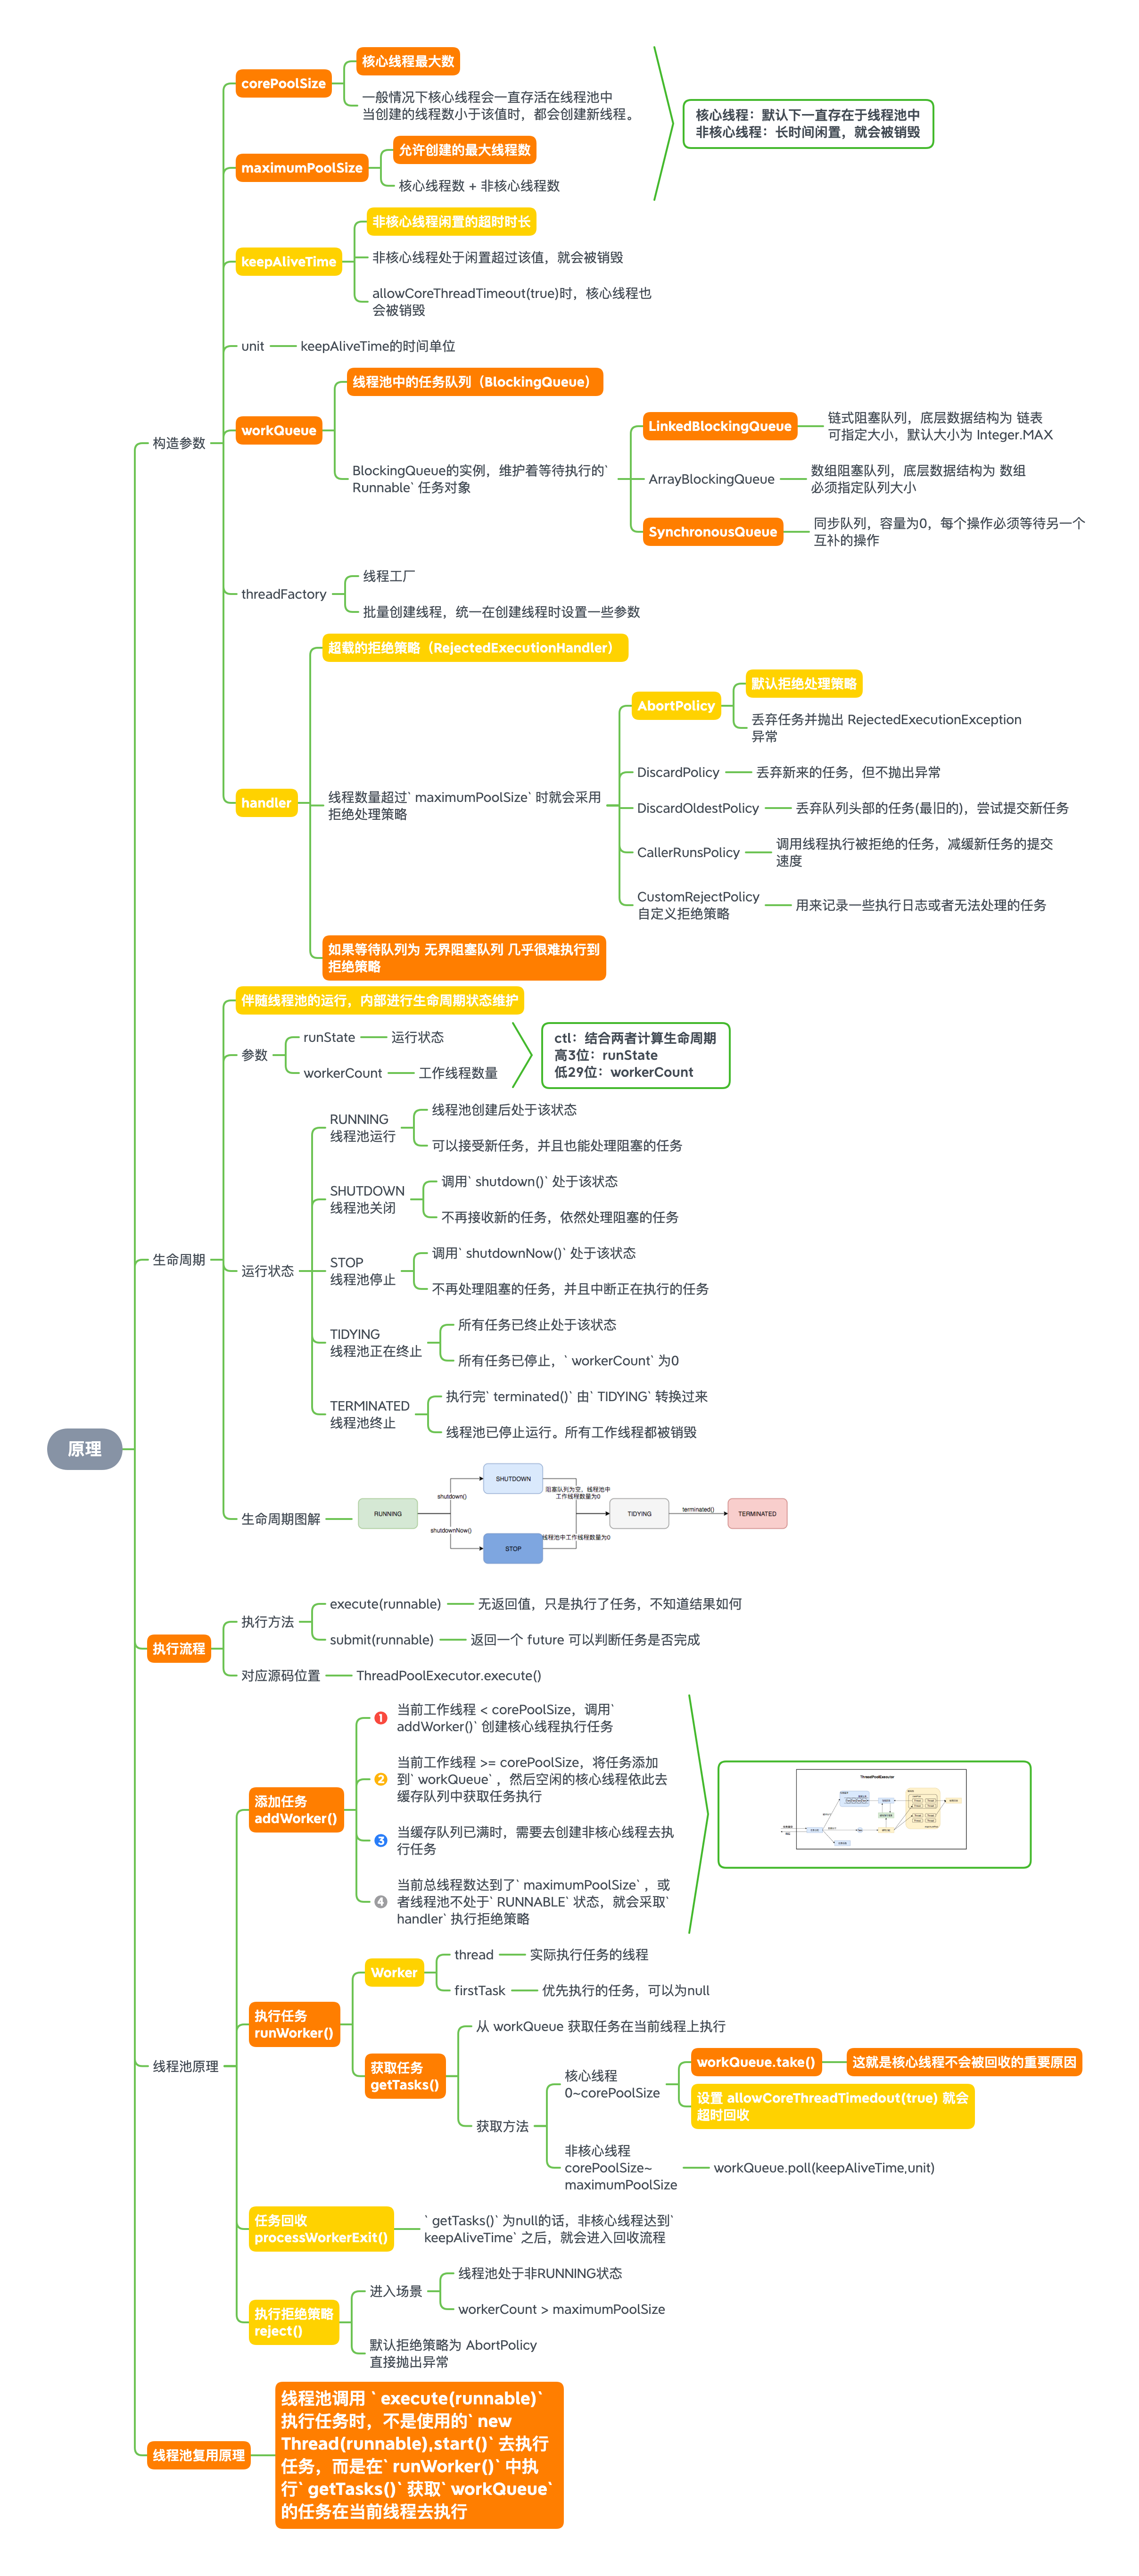 原理
构造参数
corePoolSize
核心线程最大数
一般情况下核心线程会一直存活在线程池中
当创建的线程数小于该值时，都会创建新线程。
maximumPoolSize
允许创建的最大线程数
核心线程数 + 非核心线程数
核心线程：默认下一直存在于线程池中
非核心线程：长时间闲置，就会被销毁
keepAliveTime
非核心线程闲置的超时时长
非核心线程处于闲置超过该值，就会被销毁
allowCoreThreadTimeout(true)时，核心线程也
会被销毁
unit
keepAliveTime的时间单位
workQueue
线程池中的任务队列（BlockingQueue）
BlockingQueue的实例，维护着等待执行的`
Runnable` 任务对象
LinkedBlockingQueue
链式阻塞队列，底层数据结构为 链表
可指定大小，默认大小为 Integer.MAX
ArrayBlockingQueue
数组阻塞队列，底层数据结构为 数组
必须指定队列大小
SynchronousQueue
同步队列，容量为0，每个操作必须等待另一个
互补的操作
threadFactory
线程工厂
批量创建线程，统一在创建线程时设置一些参数
handler
超载的拒绝策略（RejectedExecutionHandler）
线程数量超过` maximumPoolSize` 时就会采用
拒绝处理策略
AbortPolicy
默认拒绝处理策略
丢弃任务并抛出 RejectedExecutionException
异常
DiscardPolicy
丢弃新来的任务，但不抛出异常
DiscardOldestPolicy
丢弃队列头部的任务(最旧的)，尝试提交新任务
CallerRunsPolicy
调用线程执行被拒绝的任务，减缓新任务的提交
速度
CustomRejectPolicy
自定义拒绝策略
用来记录一些执行日志或者无法处理的任务
如果等待队列为 无界阻塞队列 几乎很难执行到
拒绝策略
生命周期
伴随线程池的运行，内部进行生命周期状态维护
参数
runState
运行状态
workerCount
工作线程数量
ctl：结合两者计算生命周期
高3位：runState
低29位：workerCount
运行状态
RUNNING
线程池运行
线程池创建后处于该状态
可以接受新任务，并且也能处理阻塞的任务
SHUTDOWN
线程池关闭
调用` shutdown()` 处于该状态
不再接收新的任务，依然处理阻塞的任务
STOP
线程池停止
调用` shutdownNow()` 处于该状态
不再处理阻塞的任务，并且中断正在执行的任务
TIDYING
线程池正在终止
所有任务已终止处于该状态
所有任务已停止，` workerCount` 为0
TERMINATED
线程池终止
执行完` terminated()` 由` TIDYING` 转换过来
线程池已停止运行。所有工作线程都被销毁
生命周期图解
RUNNING
shutdown()
shutdownNow()
SHUTDOWN
STOP
阻塞队列为空、线程池中
工作线程数量为0
线程池中工作线程数量为0
TIDYING
terminated()
TERMINATED
执行流程
执行方法
execute(runnable)
无返回值，只是执行了任务，不知道结果如何
submit(runnable)
返回一个 future 可以判断任务是否完成
对应源码位置
ThreadPoolExecutor.execute()
线程池原理
添加任务
addWorker()
1
当前工作线程 < corePoolSize，调用`
addWorker()` 创建核心线程执行任务
2
当前工作线程 >= corePoolSize，将任务添加
到` workQueue` ，然后空闲的核心线程依此去
缓存队列中获取任务执行
3
当缓存队列已满时，需要去创建非核心线程去执
行任务
4
当前总线程数达到了` maximumPoolSize` ，或
者线程池不处于` RUNNABLE` 状态，就会采取`
handler` 执行拒绝策略
ThreadPoolExecutor
执行任务
runWorker()
Worker
thread
实际执行任务的线程
firstTask
优先执行的任务，可以为null
获取任务
getTasks()
从 workQueue 获取任务在当前线程上执行
获取方法
核心线程
0~corePoolSize
workQueue.take()
这就是核心线程不会被回收的重要原因
设置 allowCoreThreadTimedout(true) 就会
超时回收
非核心线程
corePoolSize~
maximumPoolSize
workQueue.poll(keepAliveTime,unit)
任务回收
processWorkerExit()
` getTasks()` 为null的话，非核心线程达到`
keepAliveTime` 之后，就会进入回收流程
执行拒绝策略
reject()
进入场景
线程池处于非RUNNING状态
workerCount > maximumPoolSize
默认拒绝策略为 AbortPolicy
直接抛出异常
线程池复用原理
线程池调用 ` execute(runnable)`
执行任务时，不是使用的` new
Thread(runnable),start()` 去执行
任务，而是在` runWorker()` 中执
行` getTasks()` 获取` workQueue`
的任务在当前线程去执行